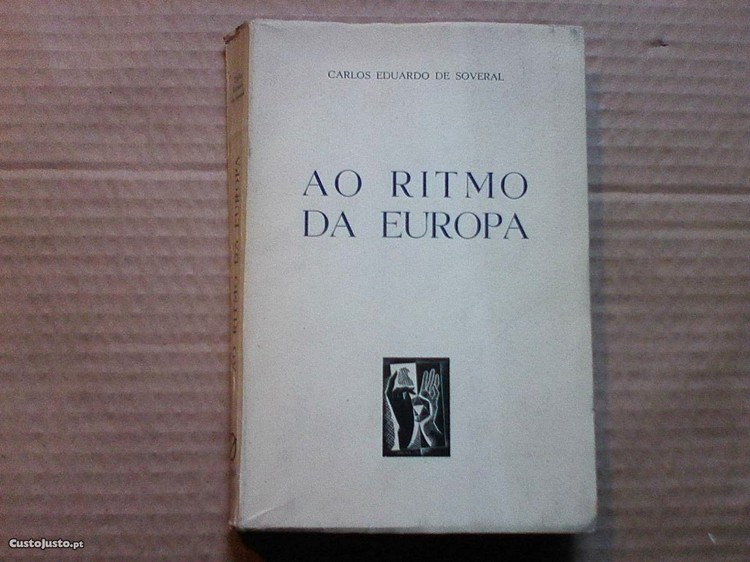 CARLOS EDUARDO DE SOVERAL
AO RITMO
DA EUROPA
AO RITMO DA EUROPA
CustoJusto.pt